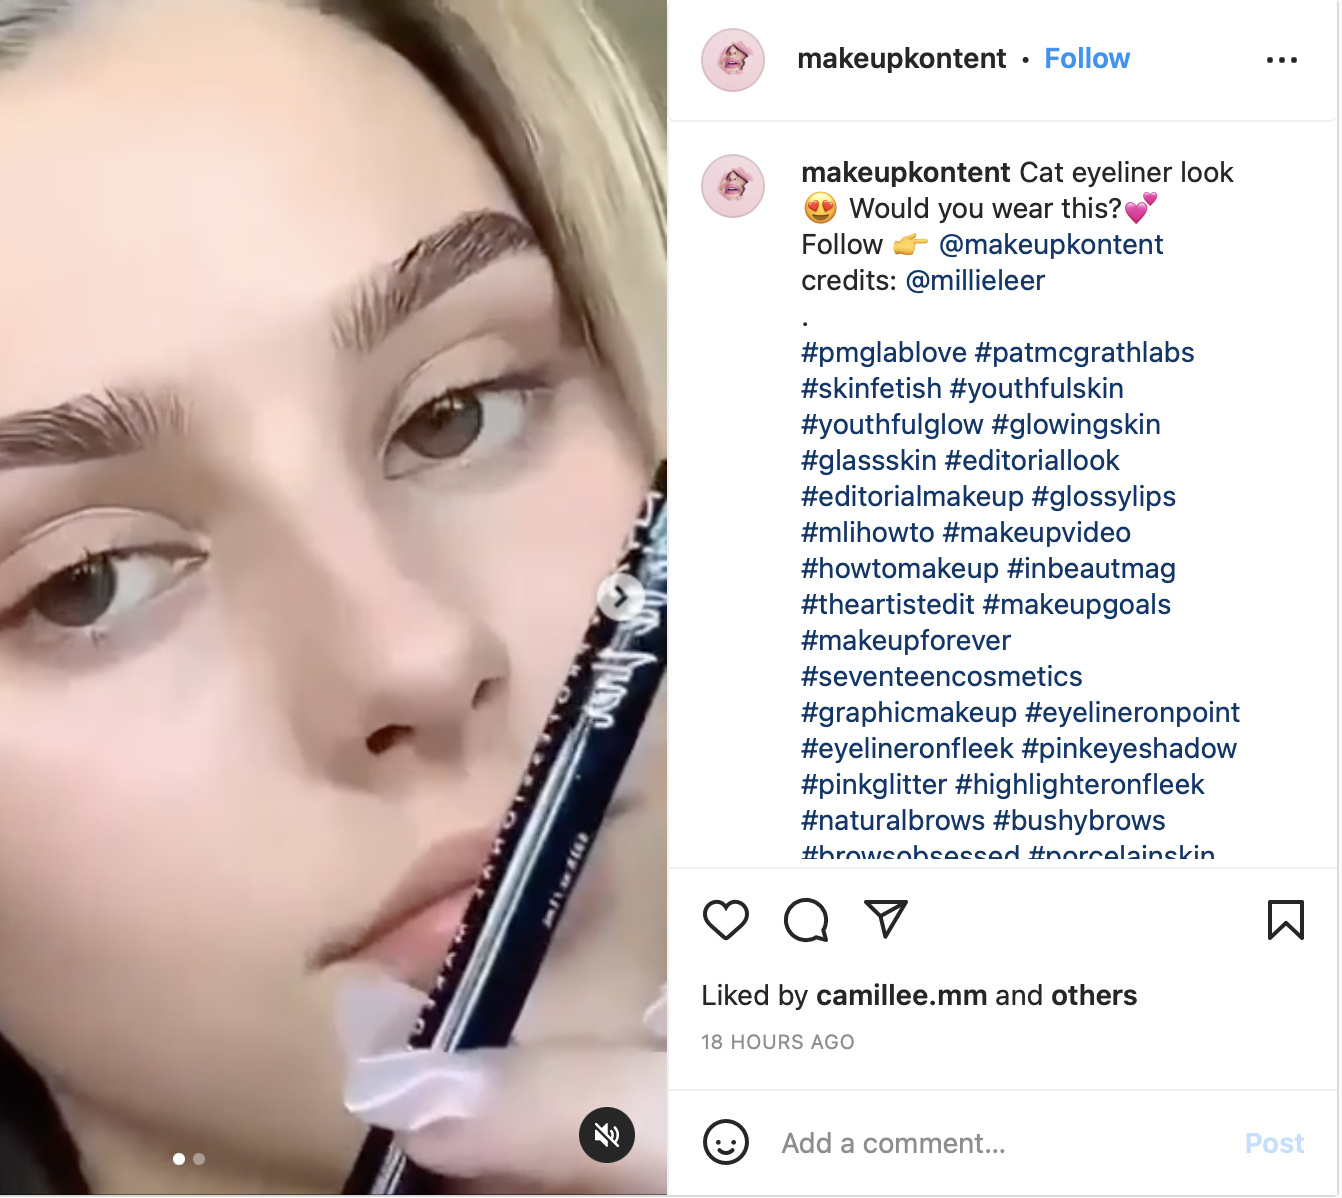 makeupkontent • Follow
makeupkontent Cat eyeliner look
😍 Would you wear this?💕
Follow 👉 @makeupkontent
credits: @millieleer
.
#pmglablove #patmcgrathlabs
#skinfetish #youthfulskin
#youthfulglow #glowingskin
#glassskin #editoriallook
#editorialmakeup #glossylips
#mlihowto #makeupvideo
#howtomakeup #inbeautmag
#theartistedit #makeupgoals
#makeupforever
#seventeencosmetics
#graphicmakeup #eyelineronpoint
#eyelineronfleek #pinkeyeshadow
#pinkglitter #highlighteronfleek
#naturalbrows #bushybrows
#browsobsessed #porcelainskin
Liked by camillee.mm and others
18 HOURS AGO
Add a comment...
Post